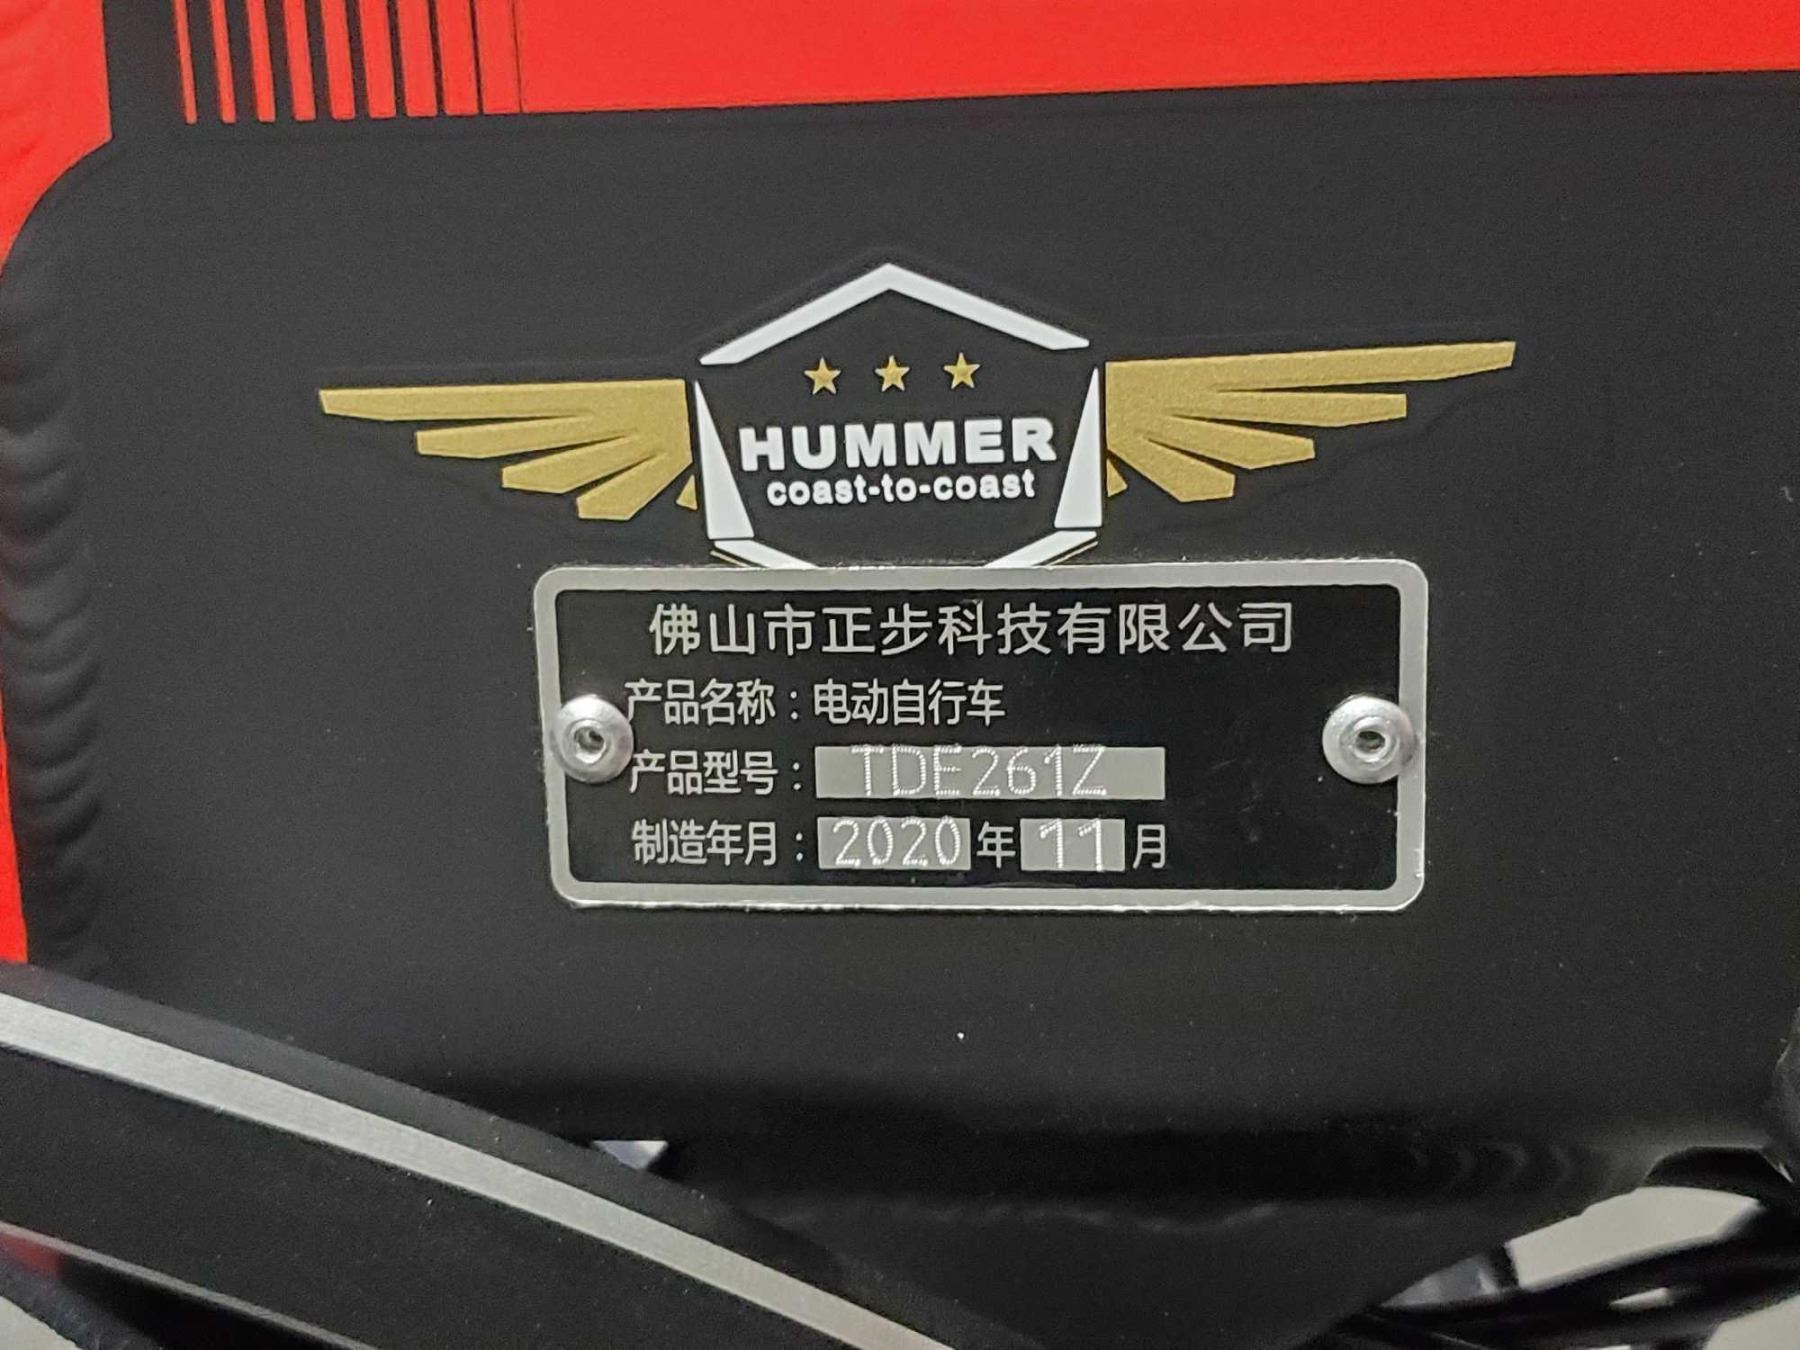 HUMMER
coast-to-coast
佛山市正步科技有限公司
产品名称：电动自行车
产品型号：TDE261Z
制造年月：2020年11月